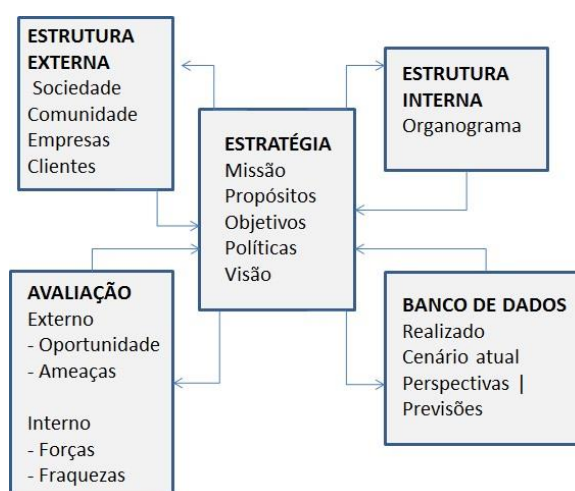 ESTRUTURA
EXTERNA
Sociedade
Comunidade
Empresas
Clientes
ESTRUTURA
INTERNA
Organograma
ESTRATÉGIA
Missão
Propósitos
Objetivos
Políticas
Visão
AVALIAÇÃO
Externo
- Oportunidade
- Ameaças
Interno
- Forças
- Fraquezas
BANCO DE DADOS
Realizado
Cenário atual
Perspectivas |
Previsões